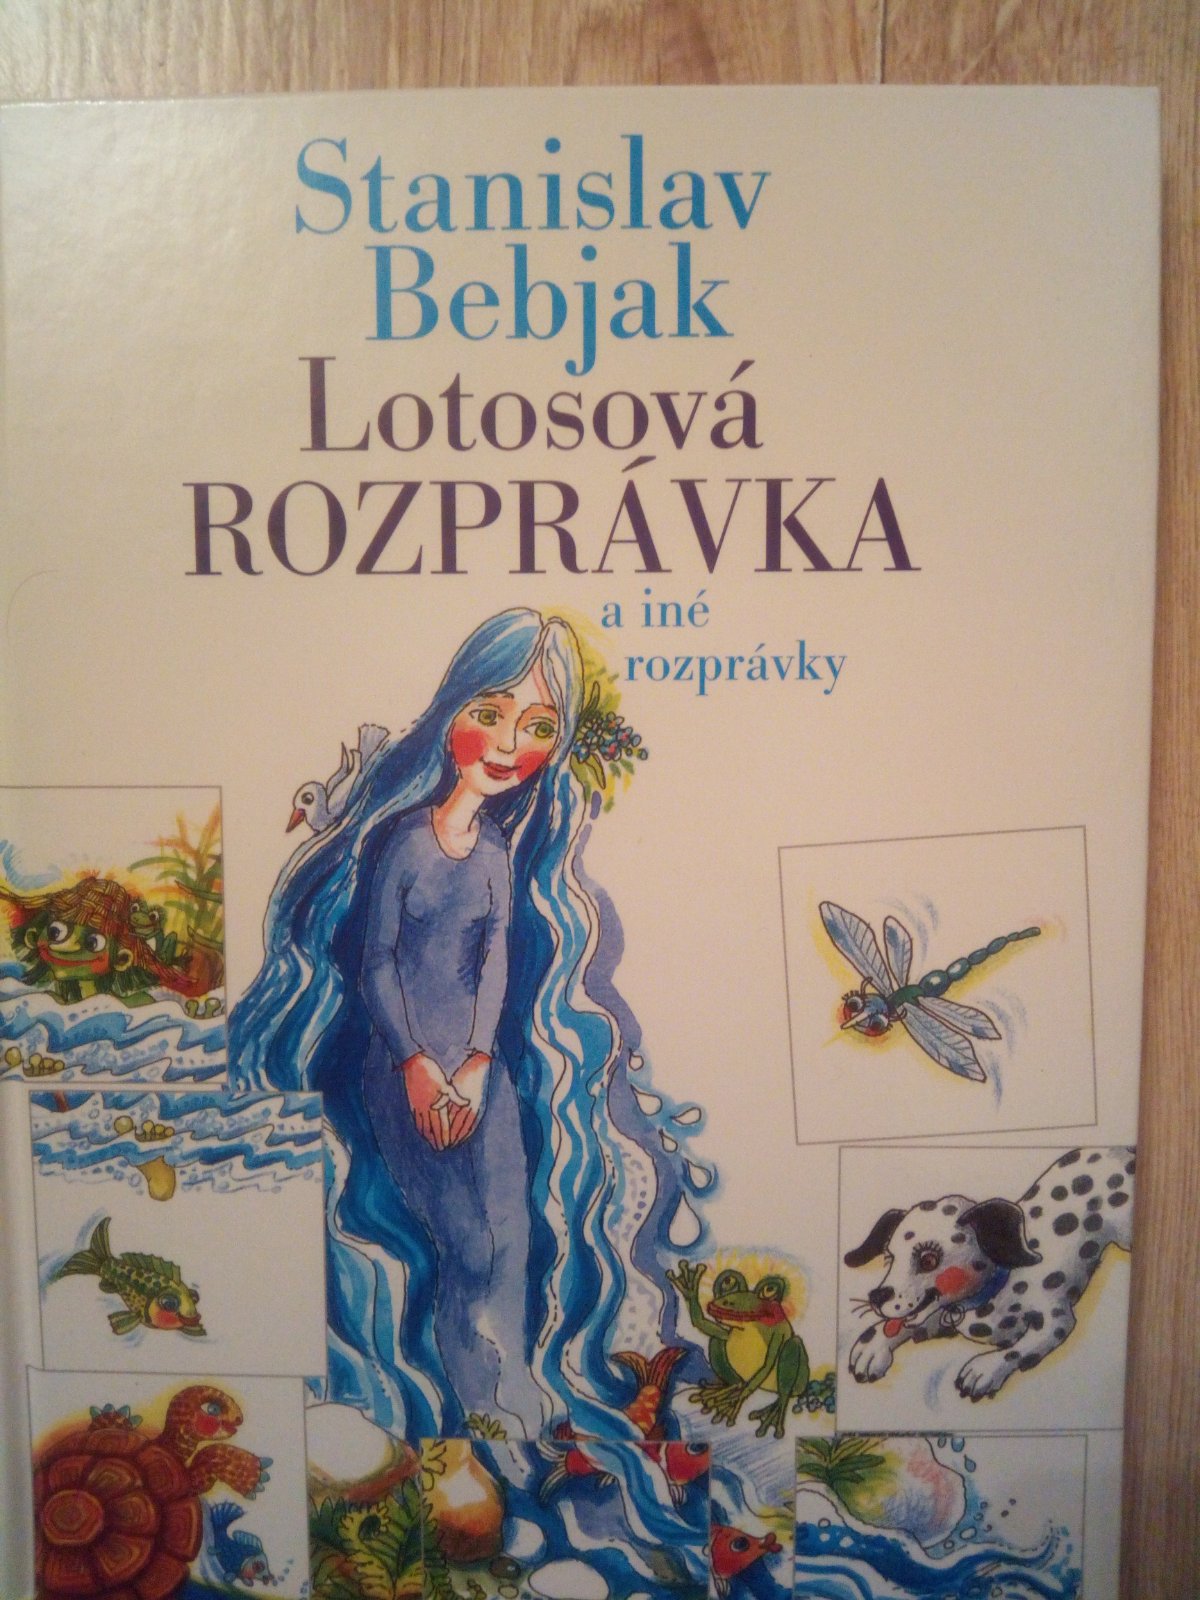 Stanislav
Bebjak
Lotosová
ROZPRÁVKA
a iné
rozprávky